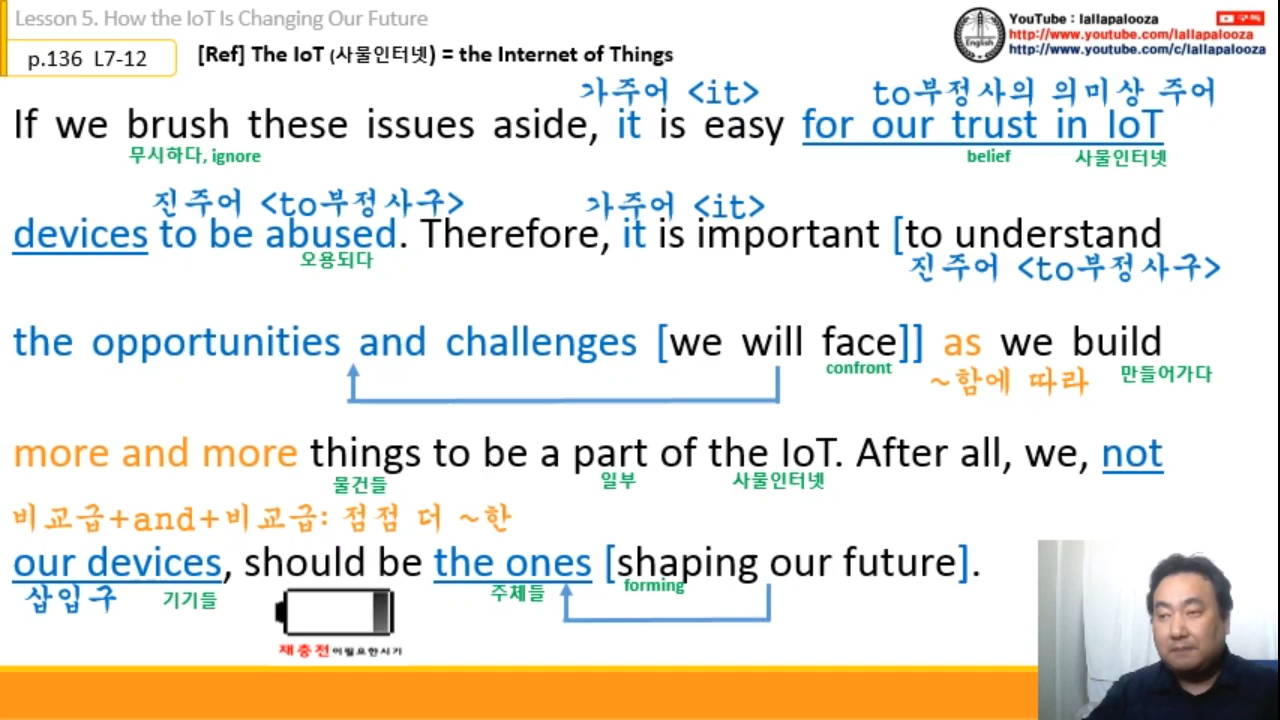 Lesson 5. How the IoT Is Changing Our Future
p.136 L7-12
[Ref] The IoT (사물인터넷) = the Internet of Things
English
YouTube : lallapalooza
구독
http://www.youtube.com/lallapalooza
http://www.youtube.com/c/lallapalooza
가주어 <it> to부정사의 의미상 주어
If we brush these issues aside, it is easy for our trust in IoT
무시하다, ignore belief 사물인터넷
진주어 <to부정사구> 가주어 <it>
devices to be abused. Therefore, it is important [to understand
오용되다 진주어 <to부정사구>
the opportunities and challenges [we will face]] as we build
confront ~함에 따라 만들어가다
more and more things to be a part of the IoT. After all, we, not
물건들 일부 사물인터넷
비교급+and+비교급: 점점 더 ~한
our devices, should be the ones [shaping our future].
삽입구 기기들 주체들 forming
재충전이필요한시기